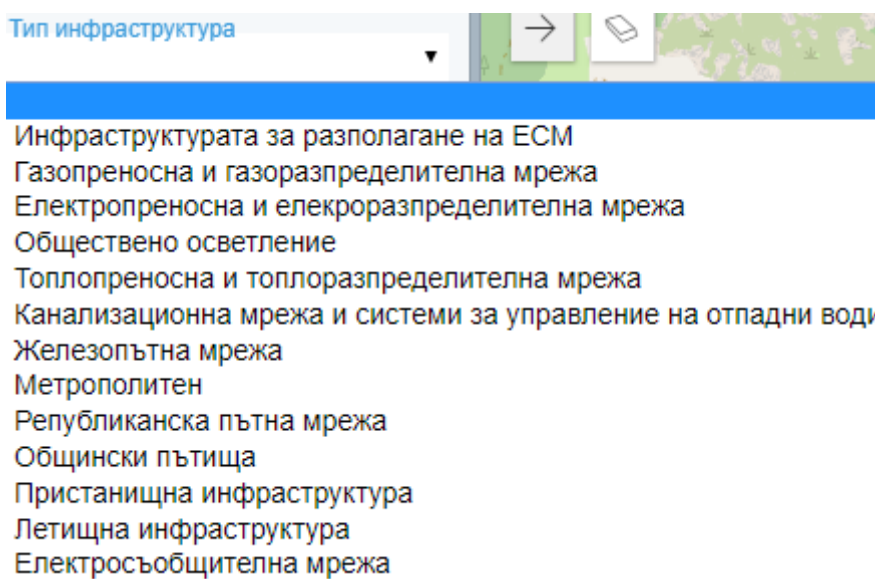 Тип инфраструктура
Инфраструктурата за разполагане на ЕСМ
Газопреносна и газоразпределителна мрежа
Електропреносна и елекроразпределителна мрежа
Обществено осветление
Топлопреносна и топлоразпределителна мрежа
Канализационна мрежа и системи за управление на отпадни води
Железопътна мрежа
Метрополитен
Републиканска пътна мрежа
Общински пътища
Пристанищна инфраструктура
Летищна инфраструктура
Електросъобщителна мрежа